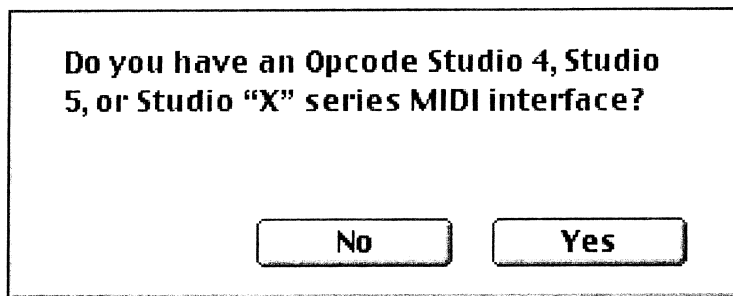 Do you have an Opcode Studio 4, Studio
5, or Studio “X” series MIDI interface?
No
Yes